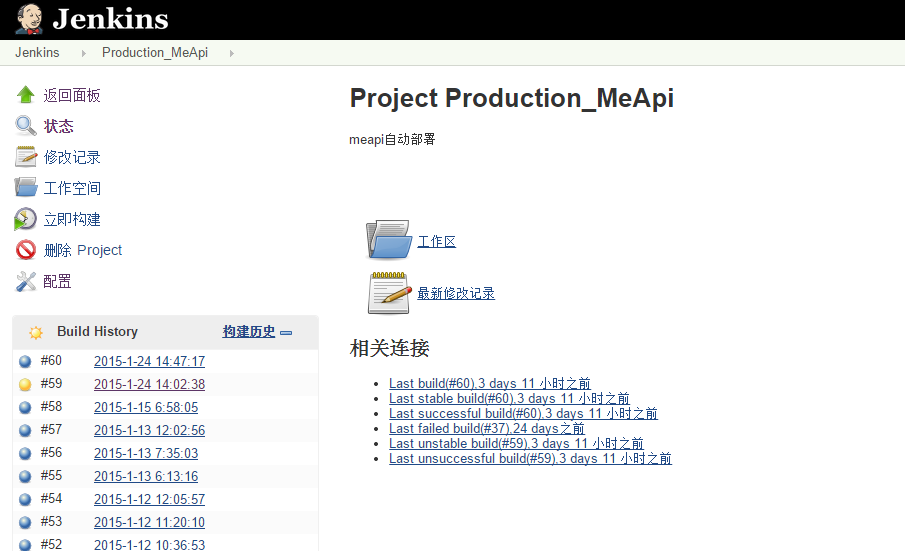 Jenkins
Jenkins Production_MeApi
返回面板
状态
修改记录
工作空间
立即构建
删除 Project
配置
Build History 构建历史
#60 2015-1-24 14:47:17
#59 2015-1-24 14:02:38
#58 2015-1-15 6:58:05
#57 2015-1-13 12:02:56
#56 2015-1-13 7:35:03
#55 2015-1-13 6:13:16
#54 2015-1-12 12:05:57
#53 2015-1-12 11:20:10
#52 2015-1-12 10:36:53
Project Production_MeApi
meapi自动部署
工作区
最新修改记录
相关连接
Last build(#60),3 days 11 小时之前
Last stable build(#60),3 days 11 小时之前
Last successful build(#60),3 days 11 小时之前
Last failed build(#37),24 days之前
Last unstable build(#59),3 days 11 小时之前
Last unsuccessful build(#59),3 days 11 小时之前